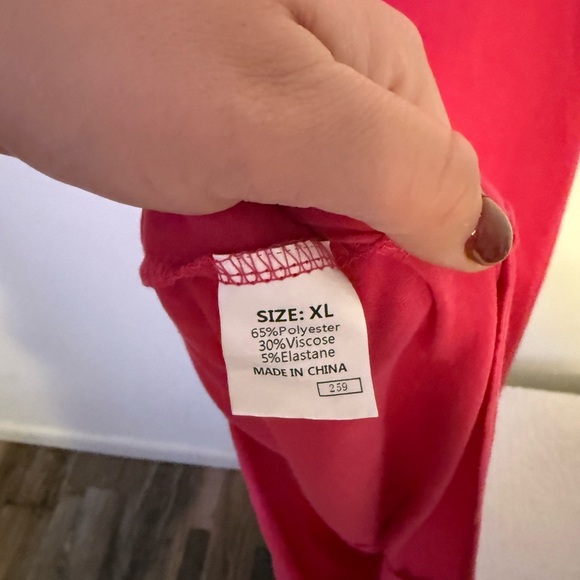 SIZE: XL
65%Polyester
30%Viscose
5%Elastane
MADE IN CHINA
259